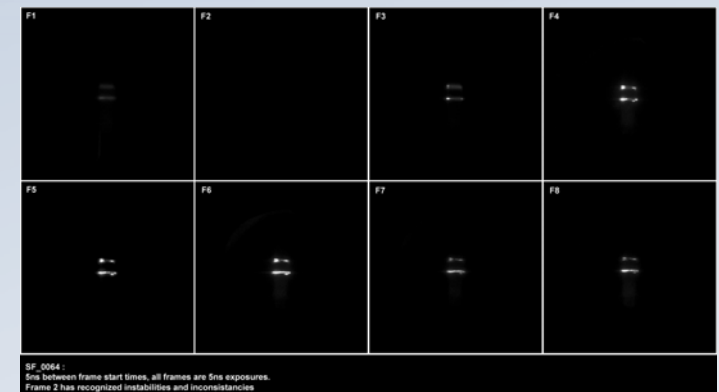 F1
F2
F3
F4
F5
F6
F7
F8
SF_0064 :
5ns between frame start times, all frames are 5ns exposures.
Frame 2 has recognized instabilities and inconsistancies